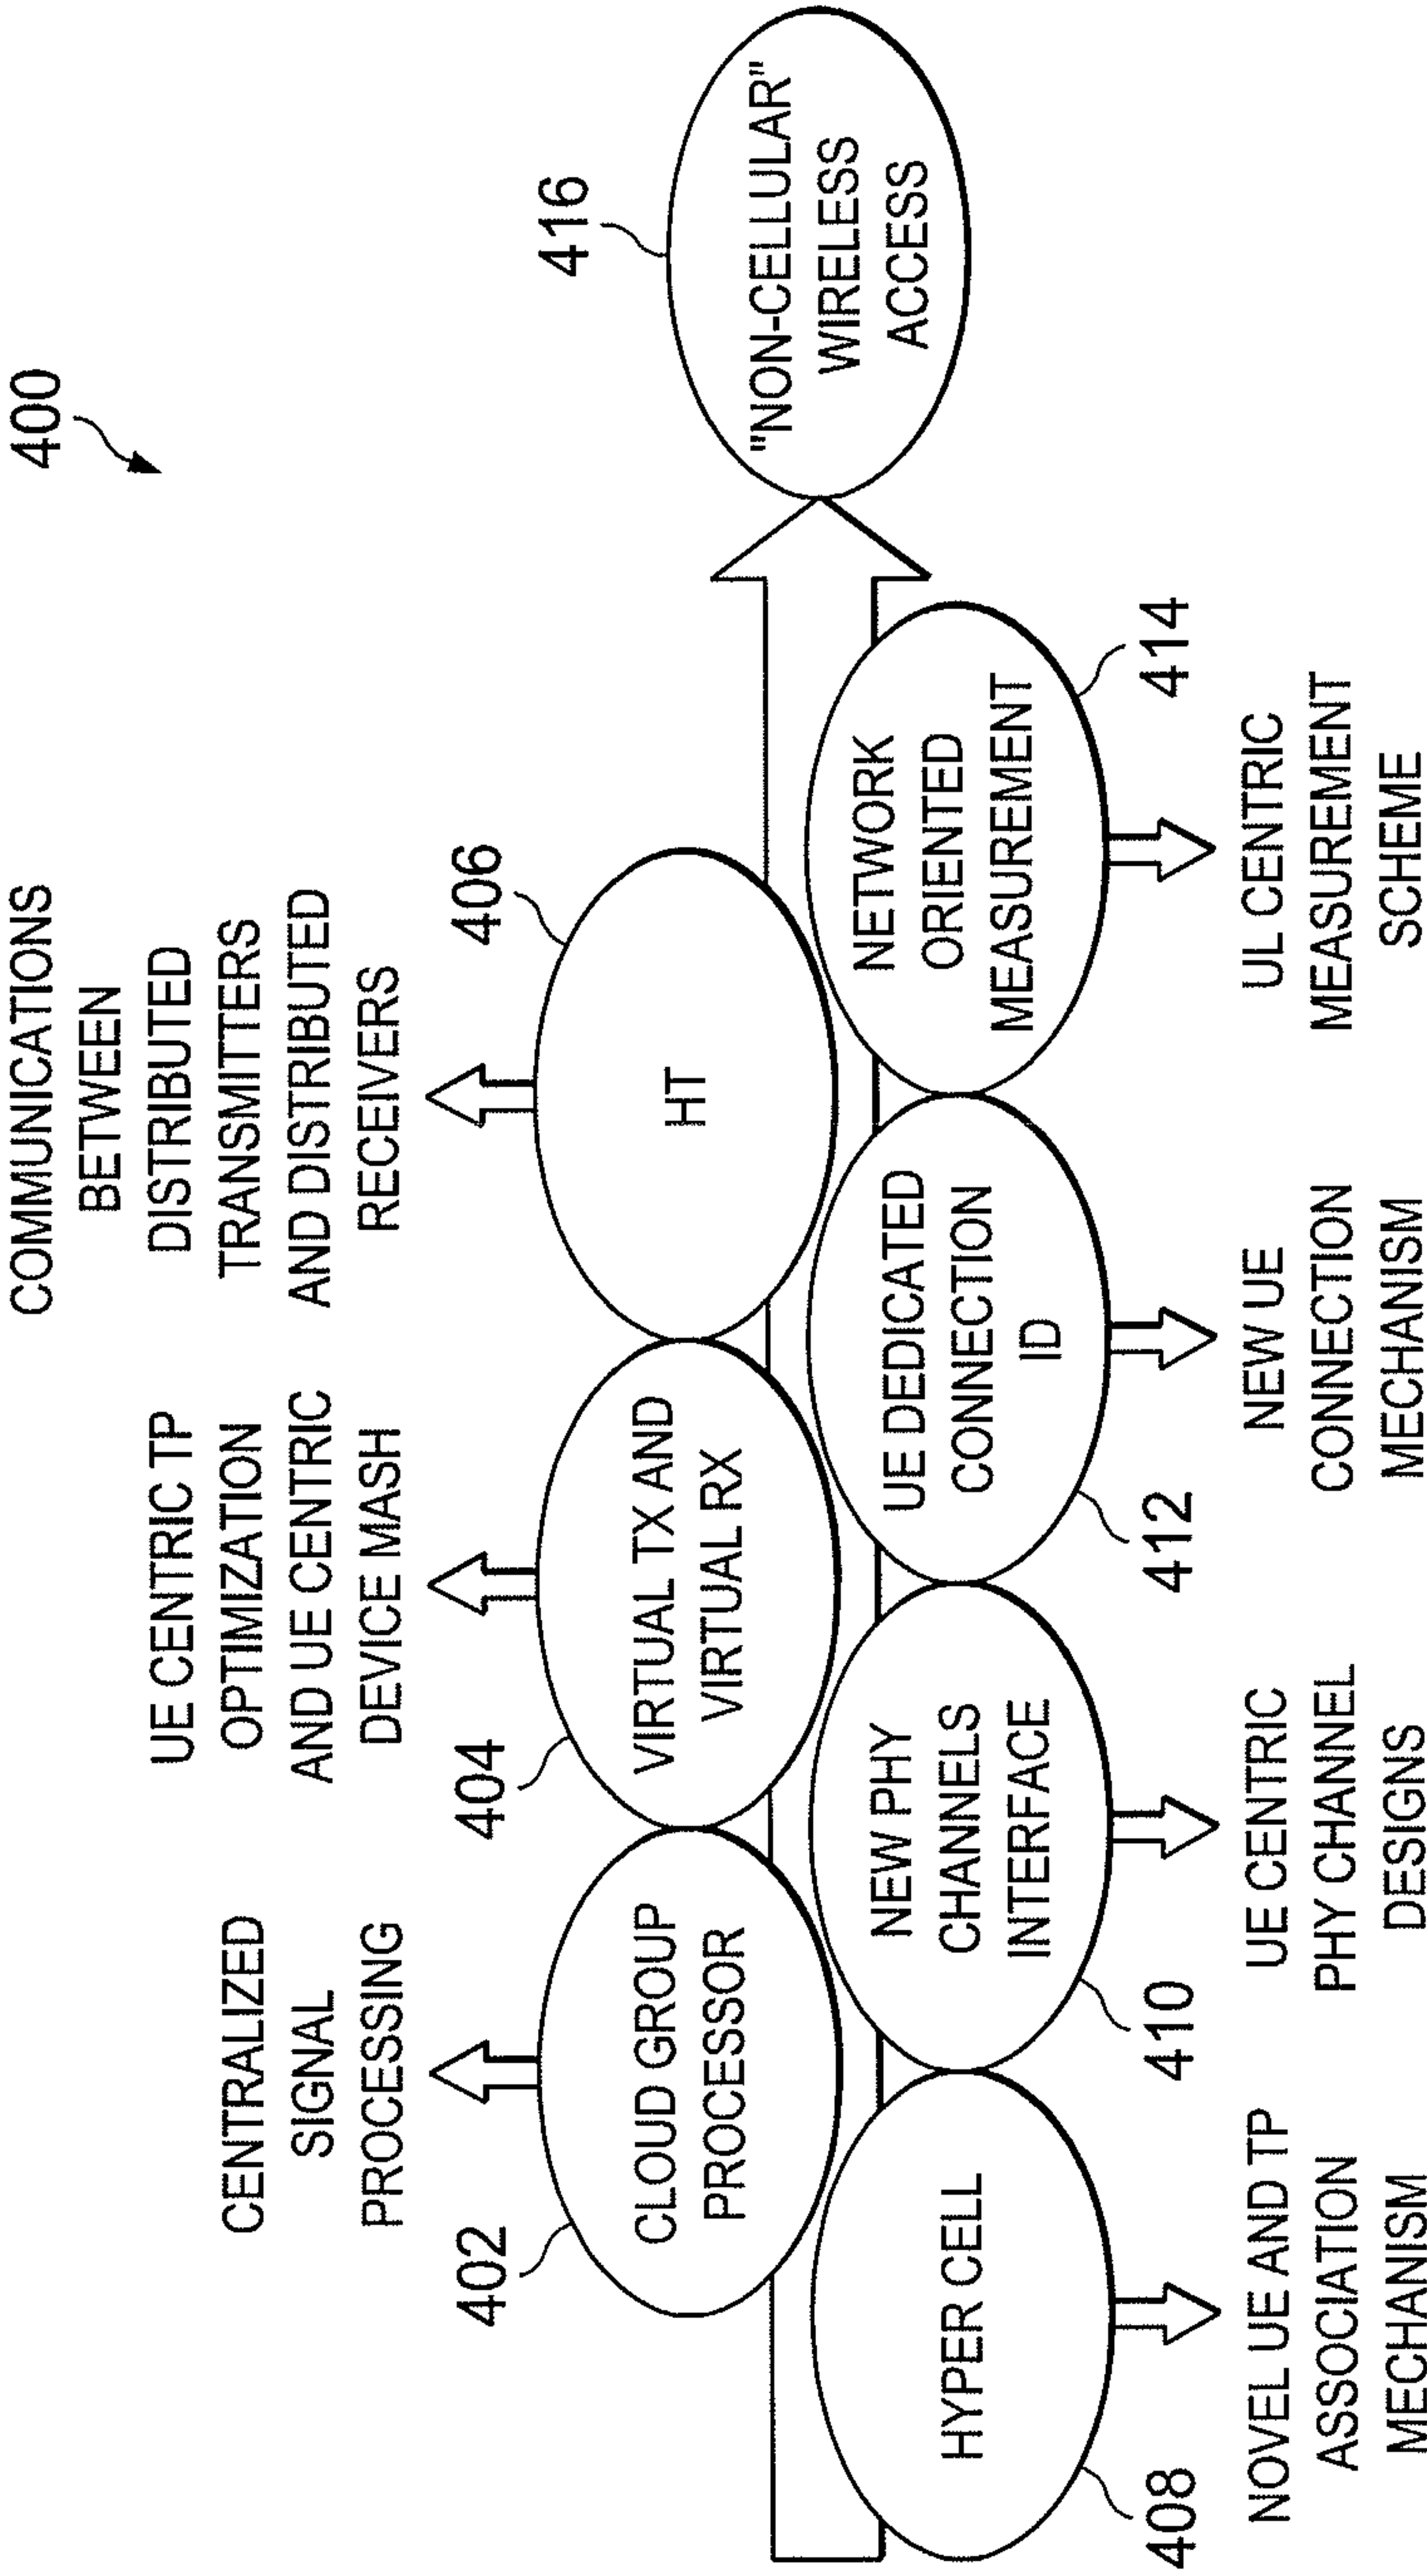 400
CENTRALIZED
SIGNAL
PROCESSING
UE CENTRIC TP
OPTIMIZATION
AND UE CENTRIC
DEVICE MASH
COMMUNICATIONS
BETWEEN
DISTRIBUTED
TRANSMITTERS
AND DISTRIBUTED
RECEIVERS
402
404
406
416
CLOUD GROUP
PROCESSOR
VIRTUAL TX AND
VIRTUAL RX
HT
"NON-CELLULAR"
WIRELESS
ACCESS
HYPER CELL
NEW PHY
CHANNELS
INTERFACE
UE DEDICATED
CONNECTION
ID
NETWORK
ORIENTED
MEASUREMENT
408
410
412
414
NOVEL UE AND TP
ASSOCIATION
MECHANISM
UE CENTRIC
PHY CHANNEL
DESIGNS
NEW UE
CONNECTION
MECHANISM
UL CENTRIC
MEASUREMENT
SCHEME